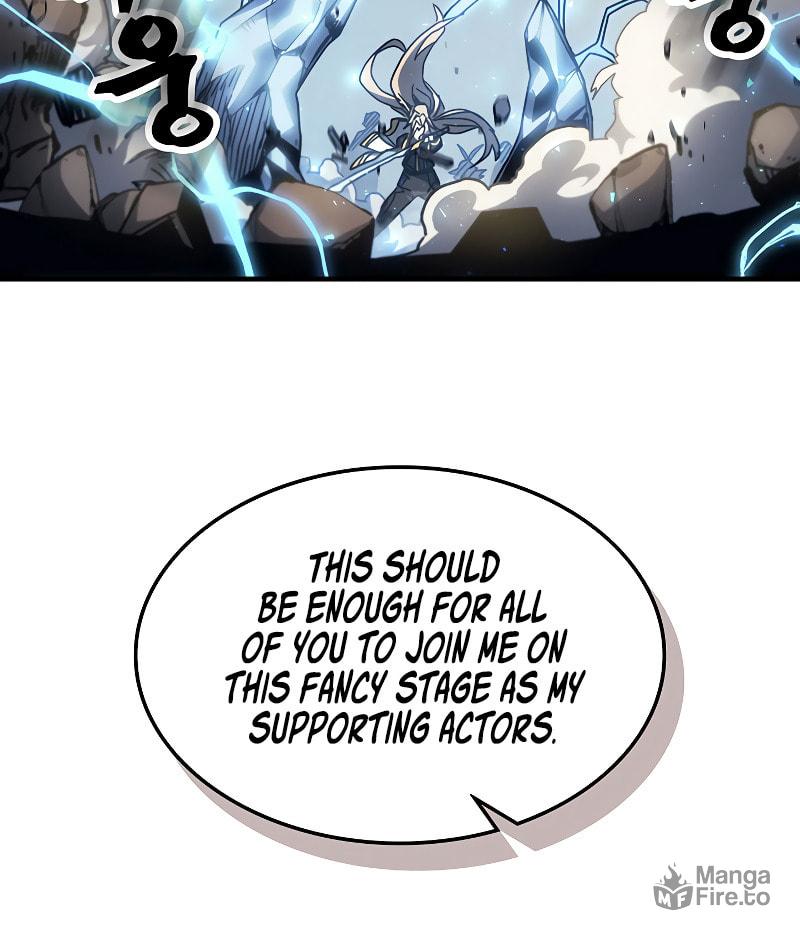 웅
웅
THIS SHOULD
BE ENOUGH FOR ALL
OF YOU TO JOIN ME ON
THIS FANCY STAGE AS MY
SUPPORTING ACTORS.
Manga
Fire.to